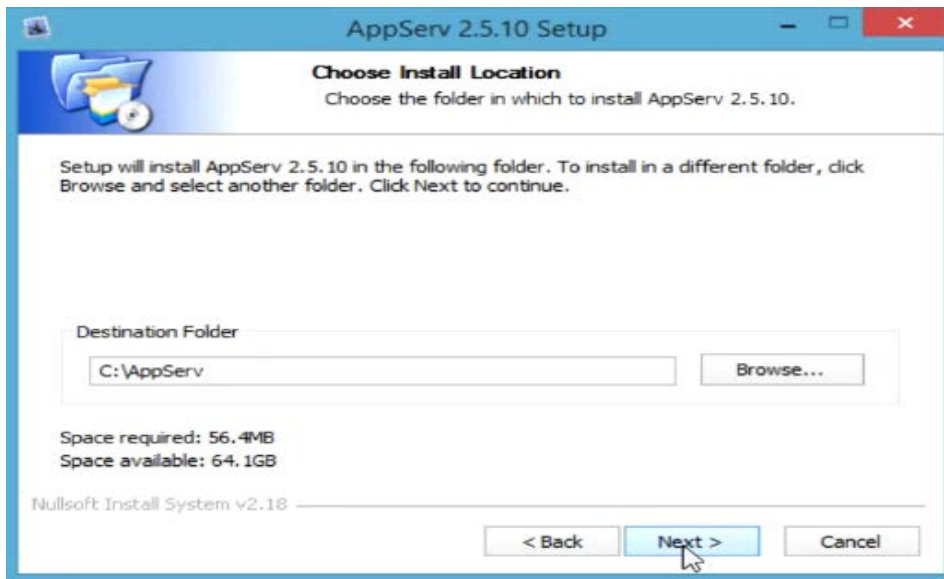 AppServ 2.5.10 Setup
Choose Install Location
Choose the folder in which to install AppServ 2.5.10.
Setup will install AppServ 2.5.10 in the following folder. To install in a different folder, click
Browse and select another folder. Click Next to continue.
Destination Folder
C:\AppServ
Browse...
Space required: 56.4MB
Space available: 64.1GB
Nullsoft Install System v2.18
< Back
Next >
Cancel